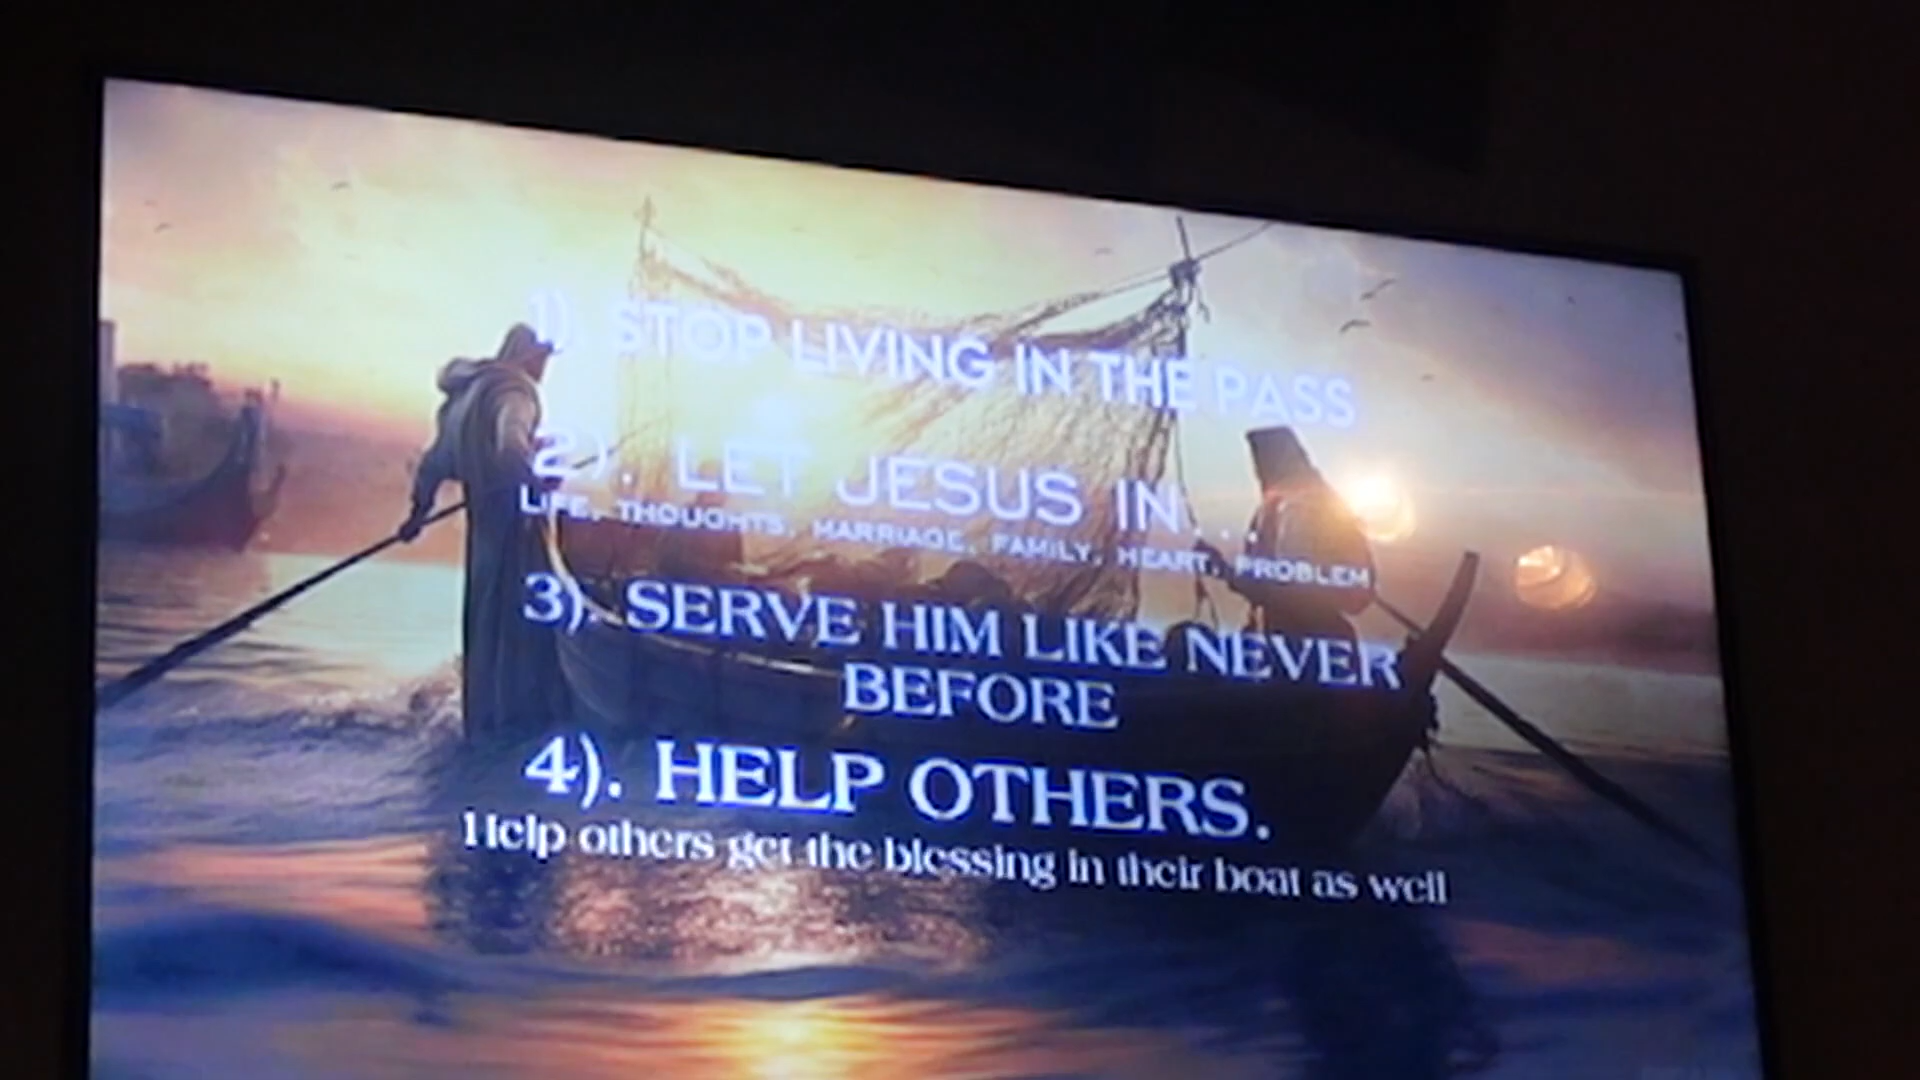 1). STOP LIVING IN THE PASS
2). LET JESUS IN...
LIFE, THOUGHTS, MARRIAGE, FAMILY, HEART, PROBLEM
3). SERVE HIM LIKE NEVER
BEFORE
4). HELP OTHERS.
Help others get the blessing in their boat as well